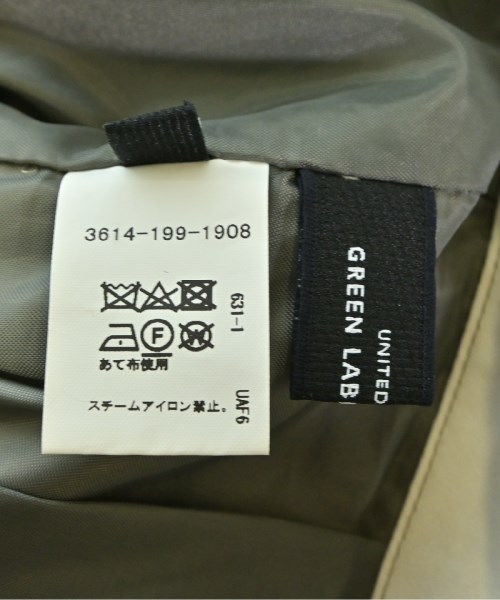 3614-199-1908
631-1
F
W
あて布使用
スチームアイロン禁止。
UAF6
UNITED
GREEN LAB